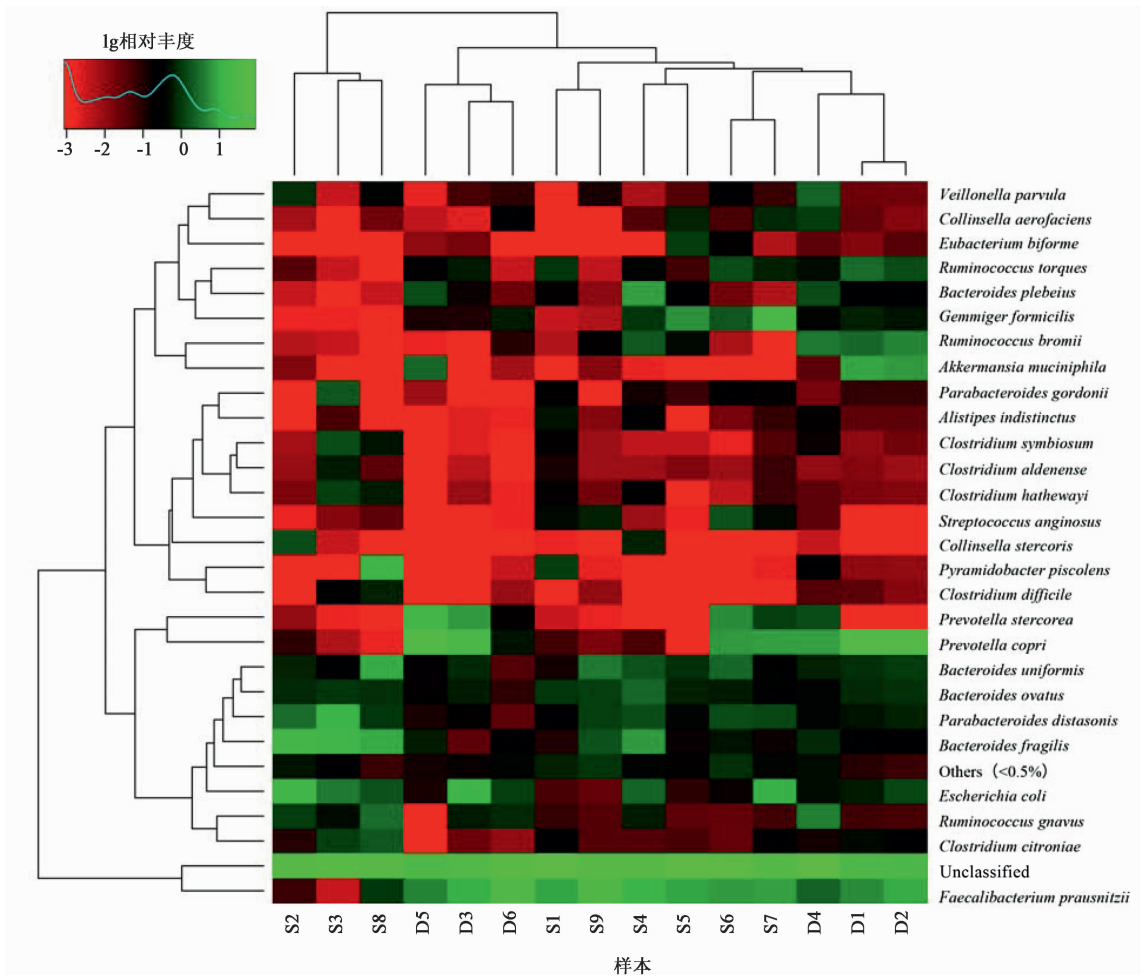 lg相对丰度
-3 -2 -1 0 1
Veillonella parvula
Collinsella aerofaciens
Eubacterium biforme
Ruminococcus torques
Bacteroides plebeius
Gemmiger formicilis
Ruminococcus bromii
Akkermansia muciniphila
Parabacteroides gordonii
Alistipes indistinctus
Clostridium symbiosum
Clostridium aldenense
Clostridium hathewayi
Streptococcus anginosus
Collinsella stercoris
Pyramidobacter piscolens
Clostridium difficile
Prevotella stercorea
Prevotella copri
Bacteroides uniformis
Bacteroides ovatus
Parabacteroides distasonis
Bacteroides fragilis
Others（<0.5%）
Escherichia coli
Ruminococcus gnavus
Clostridium citroniae
Unclassified
Faecalibacterium prausnitzii
S2 S3 S8 D5 D3 D6 S1 S9 S4 S5 S6 S7 D4 D1 D2
样本